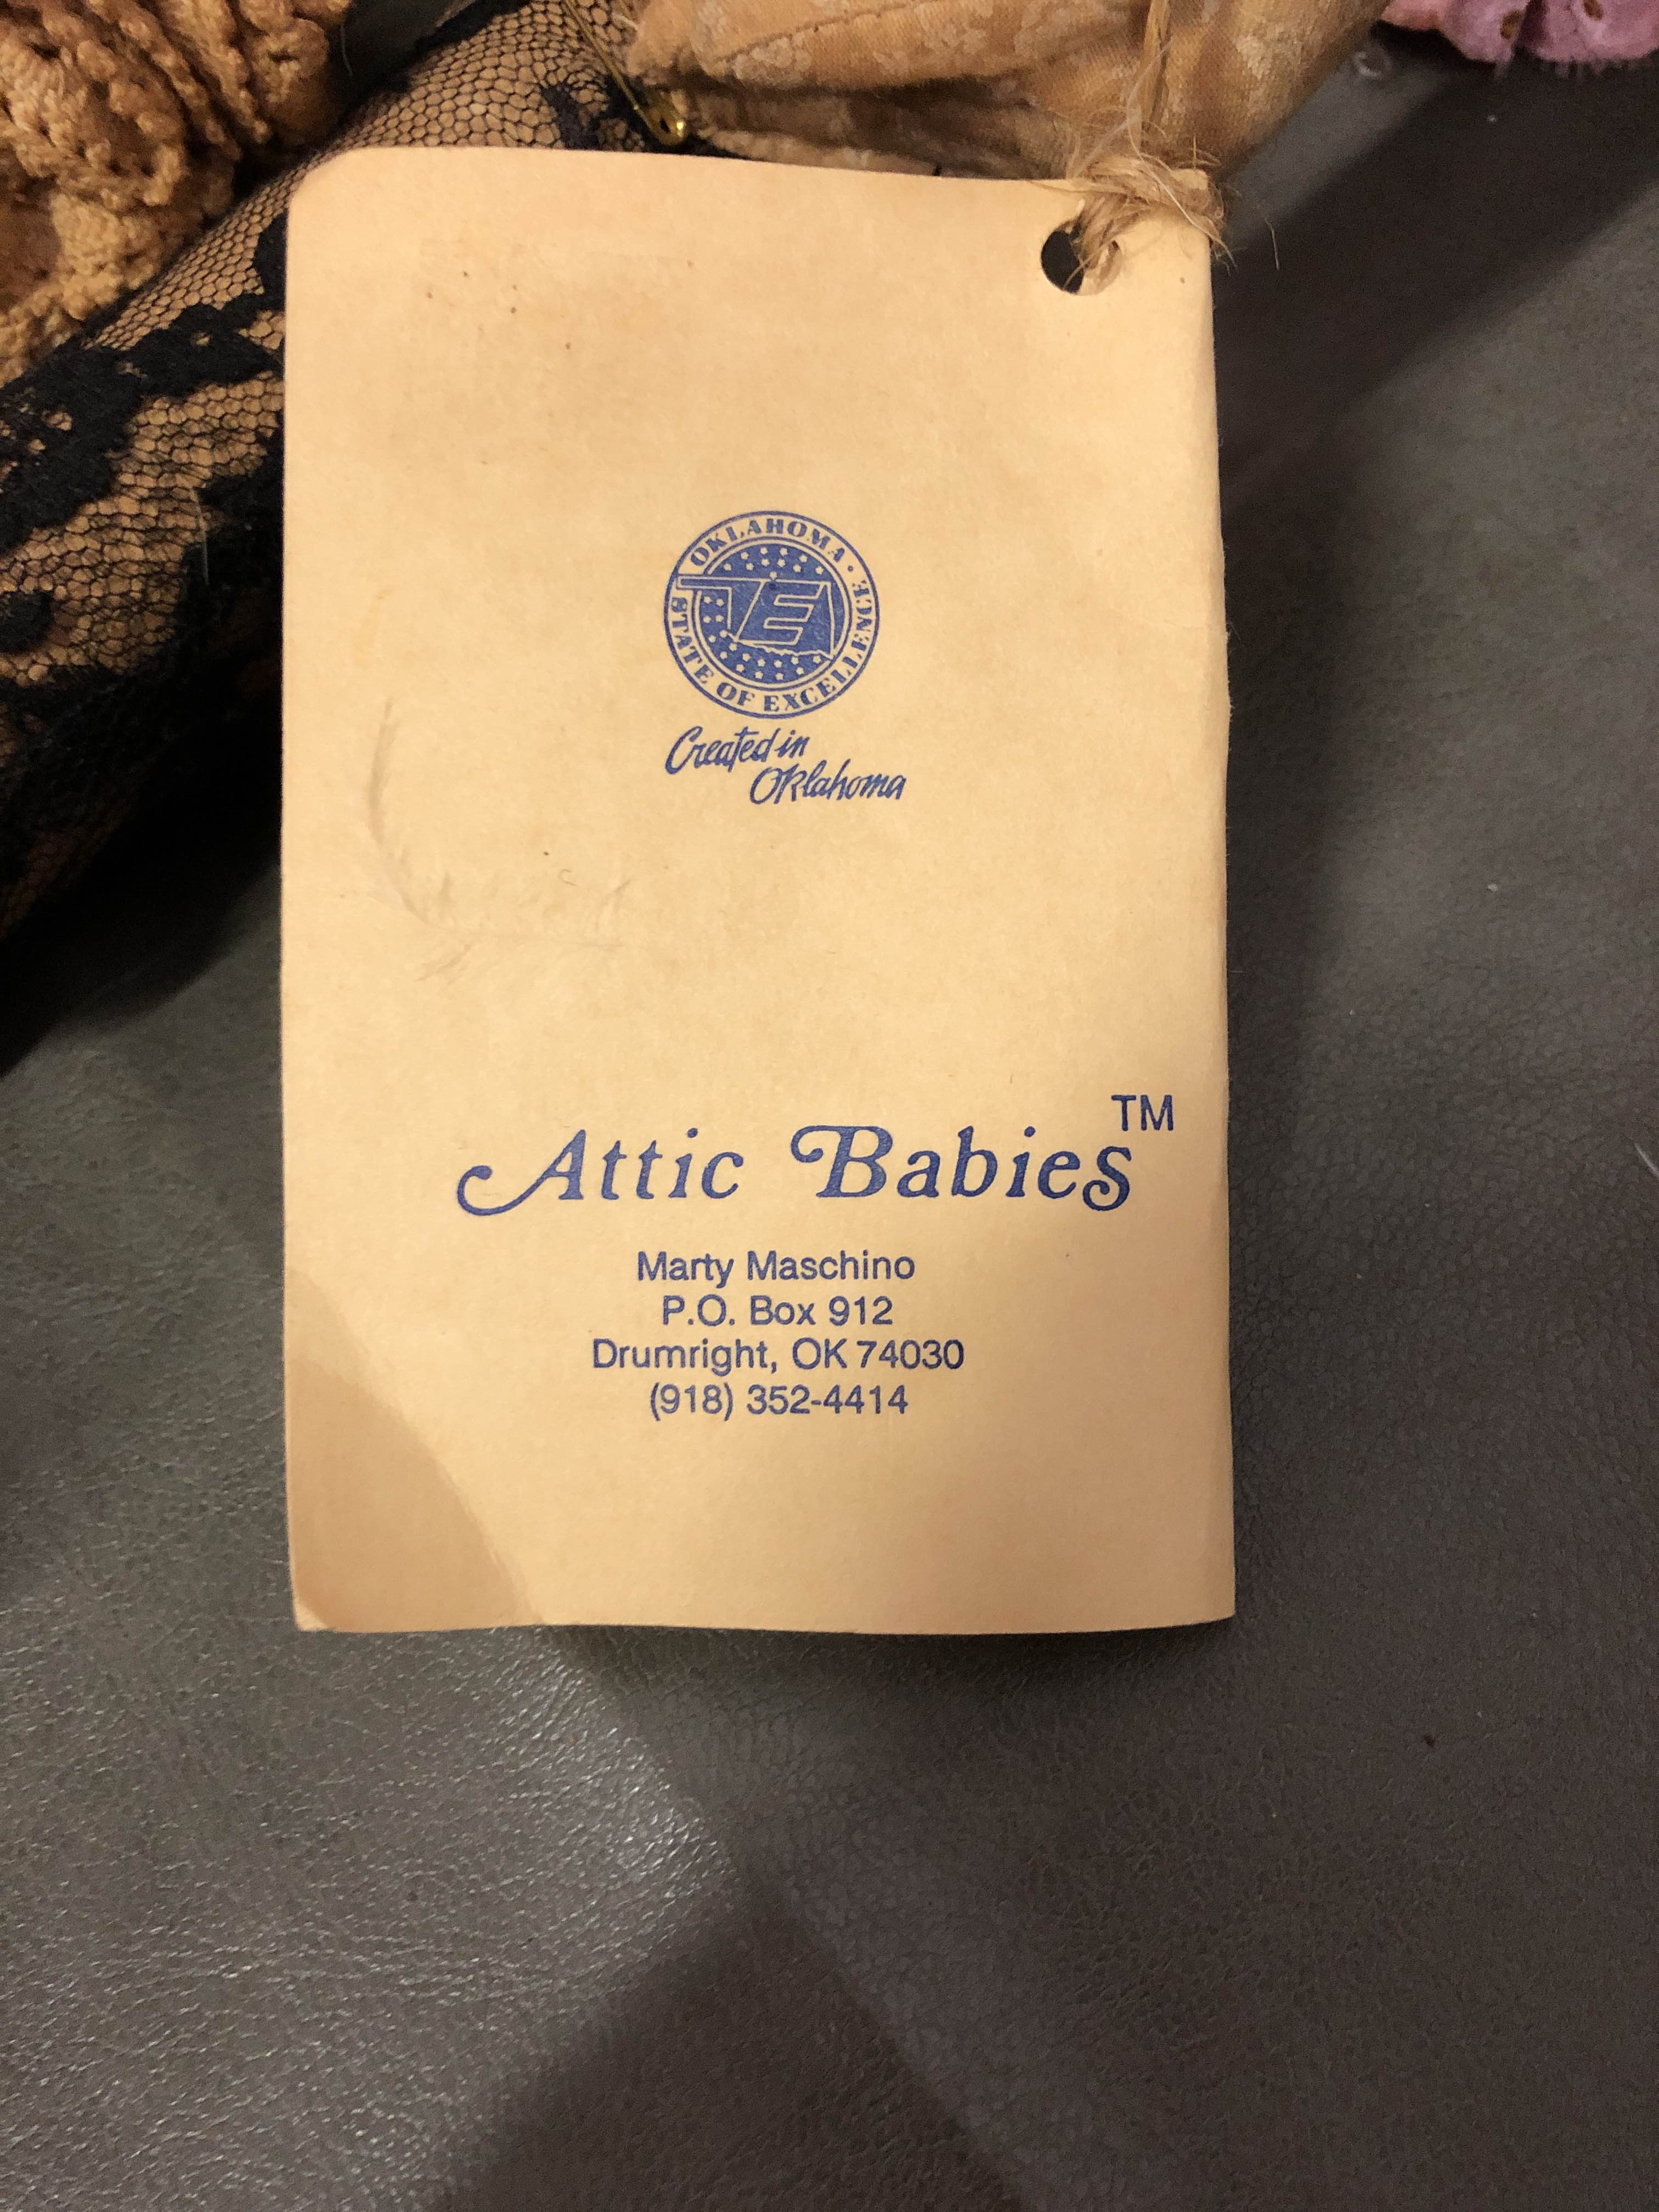 OKLAHOMA • STATE OF EXCELLENCE
E
Created in
Oklahoma
Attic Babies™
Marty Maschino
P.O. Box 912
Drumright, OK 74030
(918) 352-4414